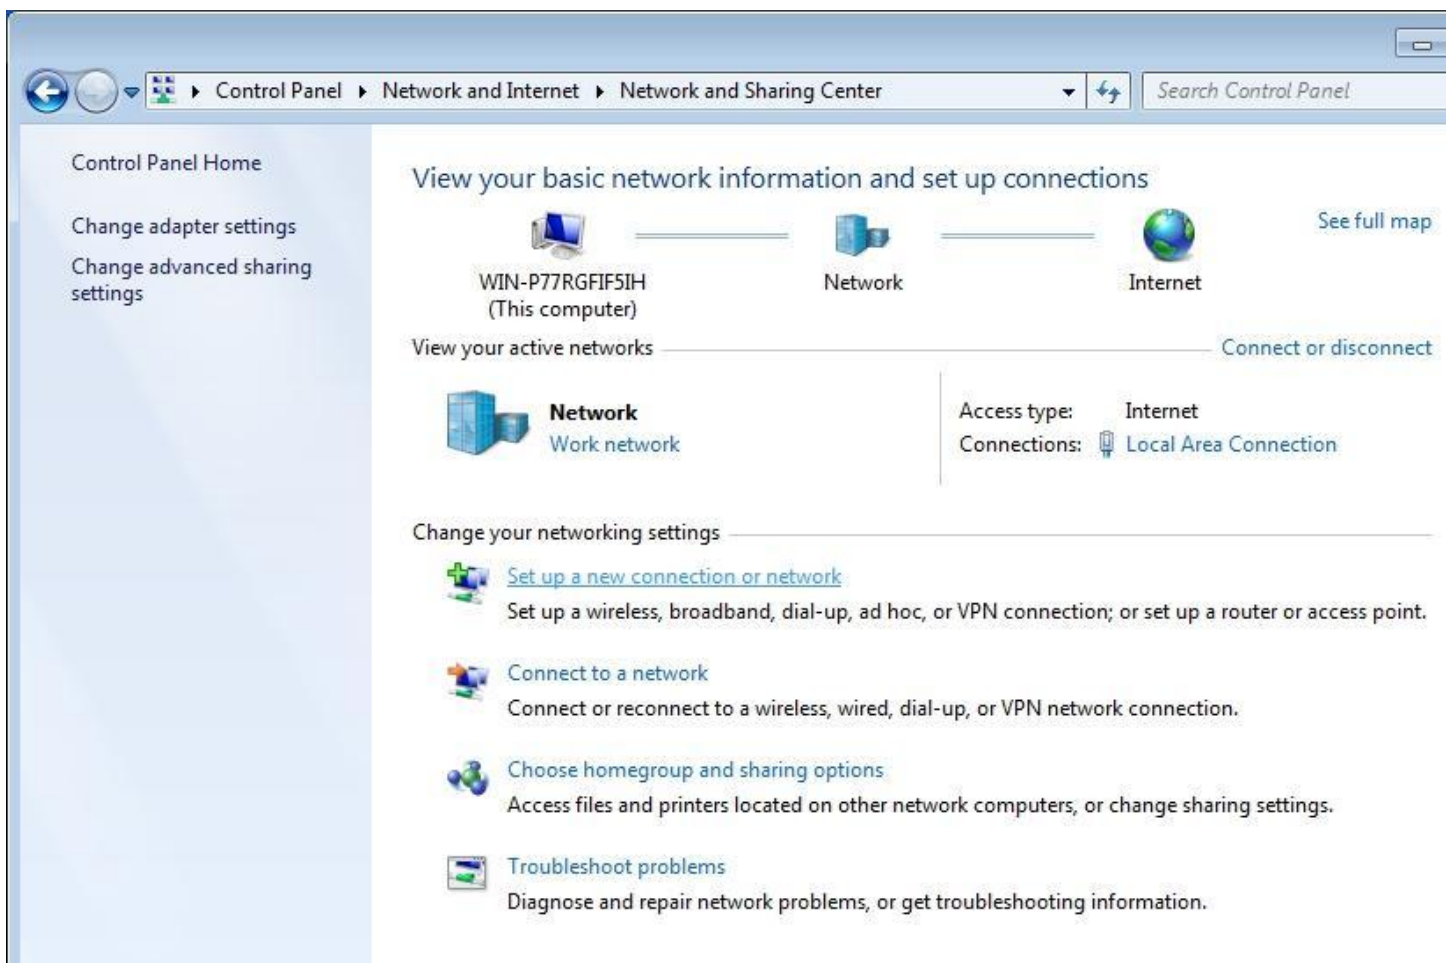 Control Panel Network and Internet Network and Sharing Center Search Control Panel
Control Panel Home
Change adapter settings
Change advanced sharing
settings
View your basic network information and set up connections
See full map
WIN-P77RGFIF5IH
(This computer)
Network
Internet
View your active networks
Connect or disconnect
Network
Work network
Access type: Internet
Connections: Local Area Connection
Change your networking settings
Set up a new connection or network
Set up a wireless, broadband, dial-up, ad hoc, or VPN connection; or set up a router or access point.
Connect to a network
Connect or reconnect to a wireless, wired, dial-up, or VPN network connection.
Choose homegroup and sharing options
Access files and printers located on other network computers, or change sharing settings.
Troubleshoot problems
Diagnose and repair network problems, or get troubleshooting information.